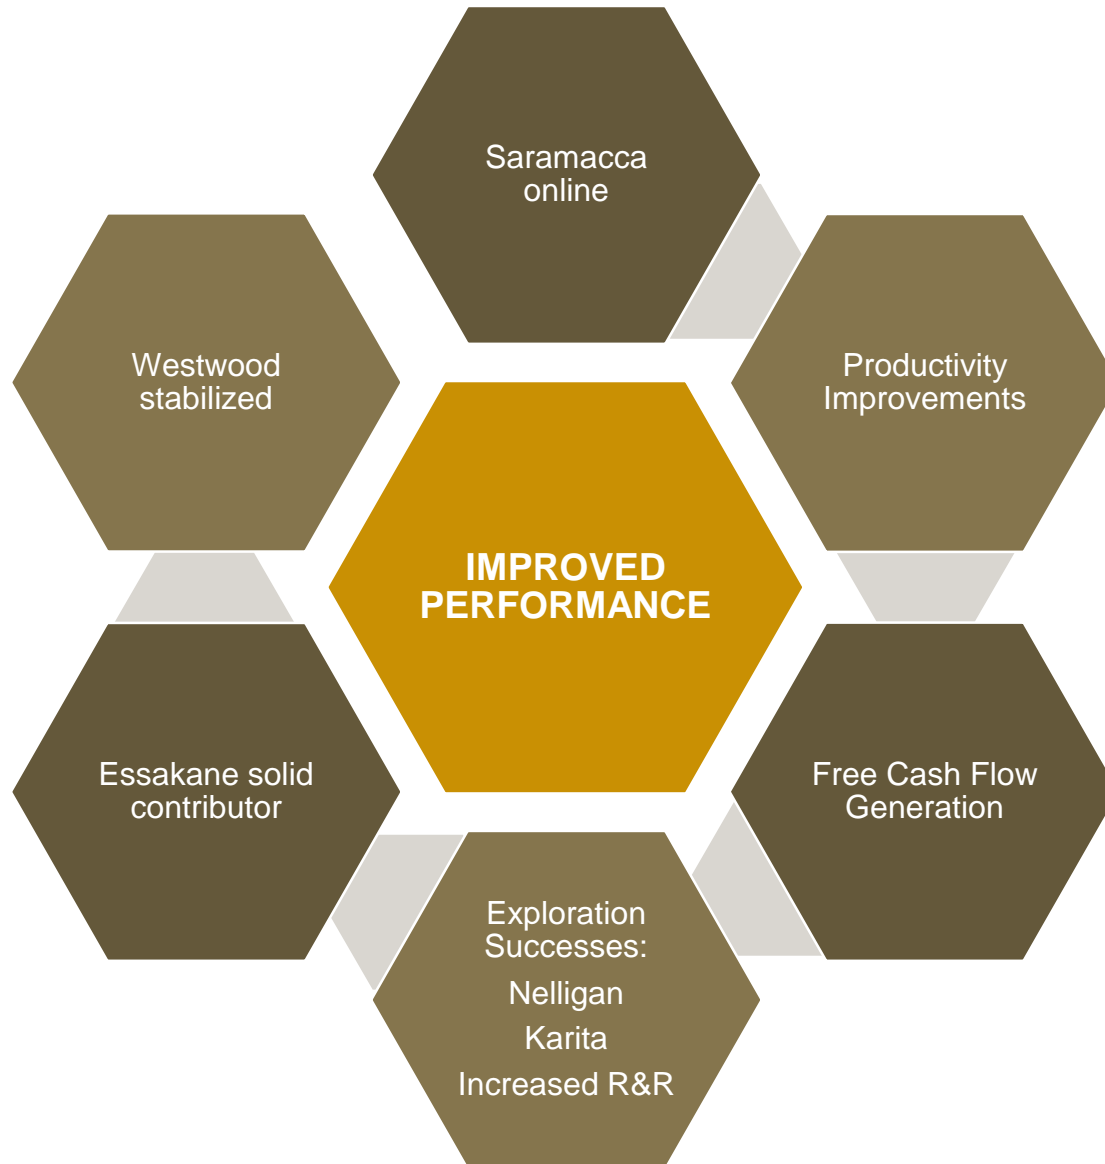 Saramacca
online
Productivity
Improvements
Free Cash Flow
Generation
Exploration
Successes:
Nelligan
Karita
Increased R&R
Essakane solid
contributor
Westwood
stabilized
IMPROVED
PERFORMANCE